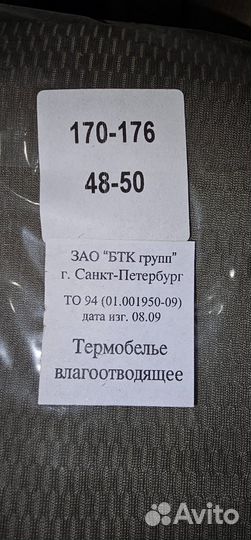 170-176
48-50
ЗАО "БТК групп"
г. Санкт-Петербург
ТО 94 (01.001950-09)
дата изг. 08.09
Термобелье
влагоотводящее
Avito